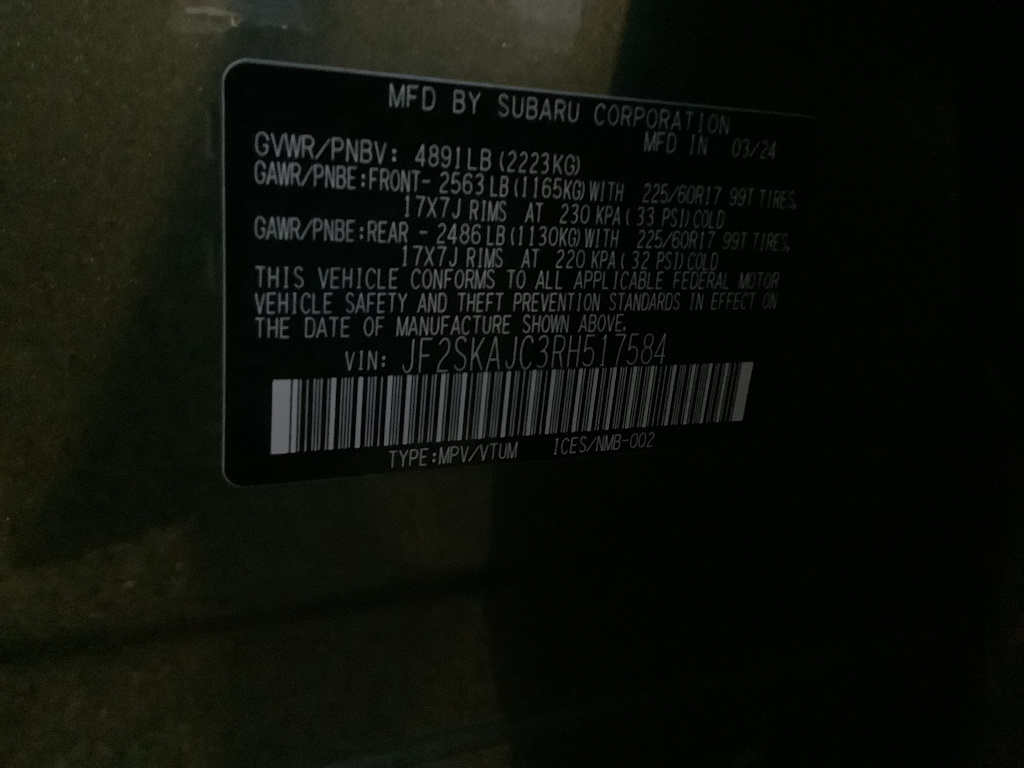 MFD BY SUBARU CORPORATION
MFD IN 03/24
GVWR/PNBV: 4891LB (2223KG)
GAWR/PNBE:FRONT- 2563LB(1165KG)WITH 225/60R17 99T TIRES,
17X7J RIMS AT 230 KPA( 33 PSI)COLD
GAWR/PNBE:REAR - 2486LB(1130KG)WITH 225/60R17 99T TIRES,
17X7J RIMS AT 220 KPA( 32 PSI)COLD
THIS VEHICLE CONFORMS TO ALL APPLICABLE FEDERAL MOTOR
VEHICLE SAFETY AND THEFT PREVENTION STANDARDS IN EFFECT ON
THE DATE OF MANUFACTURE SHOWN ABOVE.
VIN: JF2SKAJC3RH517584
TYPE:MPV/VTUM ICES/NMB-002